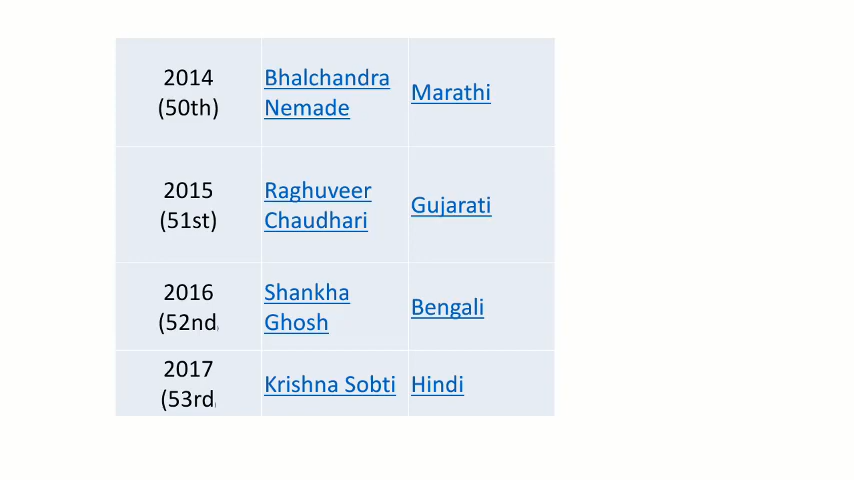 2014
(50th)
Bhalchandra
Nemade
Marathi
2015
(51st)
Raghuveer
Chaudhari
Gujarati
2016
(52nd)
Shankha
Ghosh
Bengali
2017
(53rd)
Krishna Sobti
Hindi